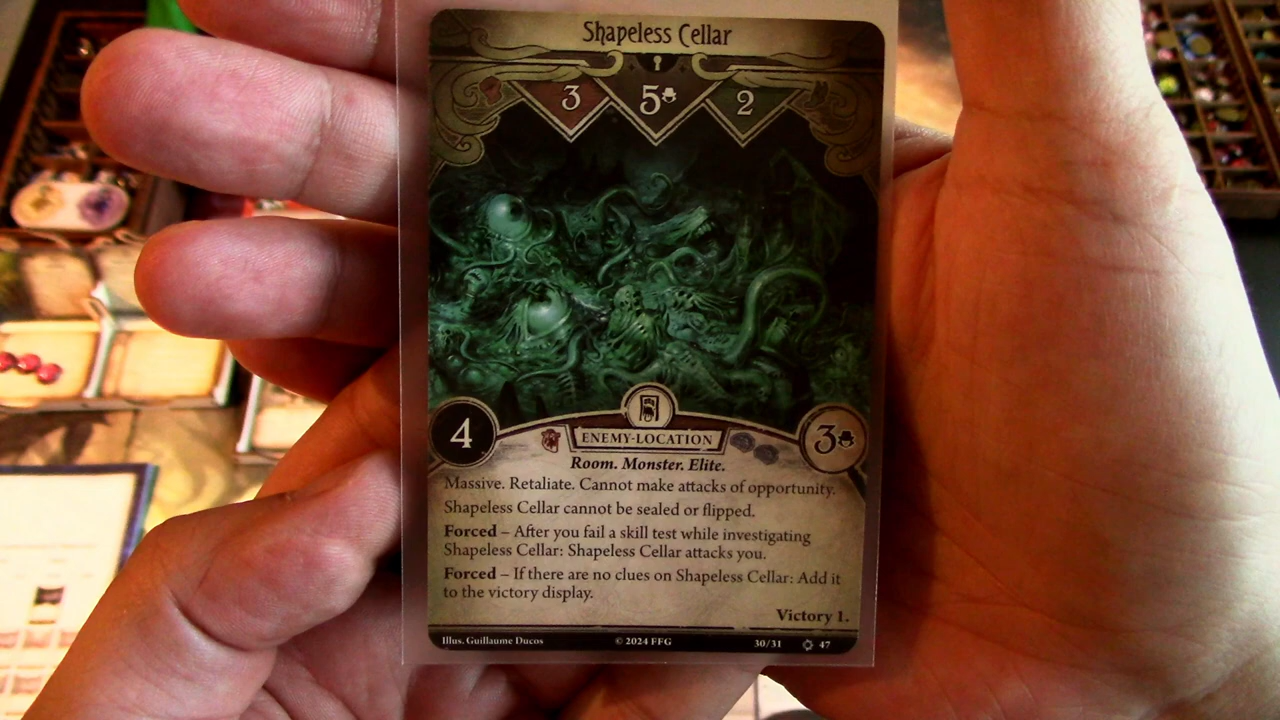 Shapeless Cellar
3 5 2
4 3
ENEMY-LOCATION
Room. Monster. Elite.
Massive. Retaliate. Cannot make attacks of opportunity.
Shapeless Cellar cannot be sealed or flipped.
Forced – After you fail a skill test while investigating
Shapeless Cellar: Shapeless Cellar attacks you.
Forced – If there are no clues on Shapeless Cellar: Add it
to the victory display.
Victory 1.
Illus. Guillaume Ducos © 2024 FFG 30/31 47